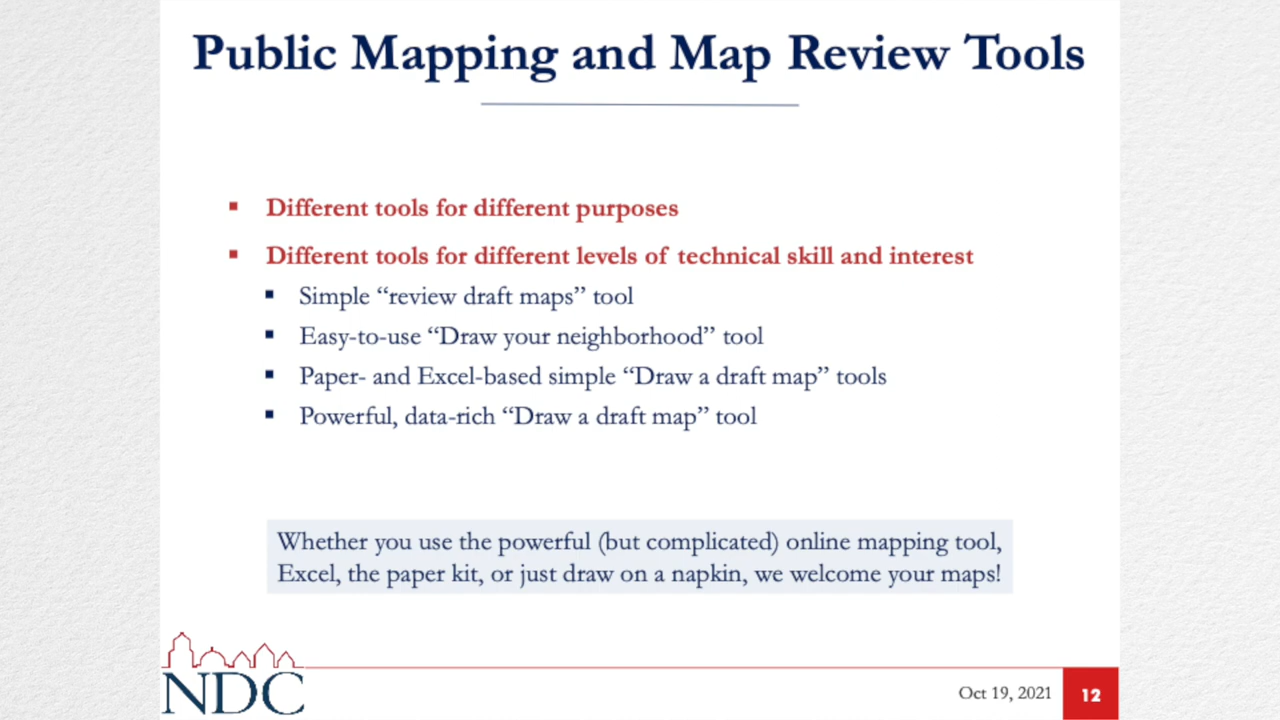 Public Mapping and Map Review Tools
Different tools for different purposes
Different tools for different levels of technical skill and interest
Simple “review draft maps” tool
Easy-to-use “Draw your neighborhood” tool
Paper- and Excel-based simple “Draw a draft map” tools
Powerful, data-rich “Draw a draft map” tool
Whether you use the powerful (but complicated) online mapping tool,
Excel, the paper kit, or just draw on a napkin, we welcome your maps!
NDC
Oct 19, 2021
12